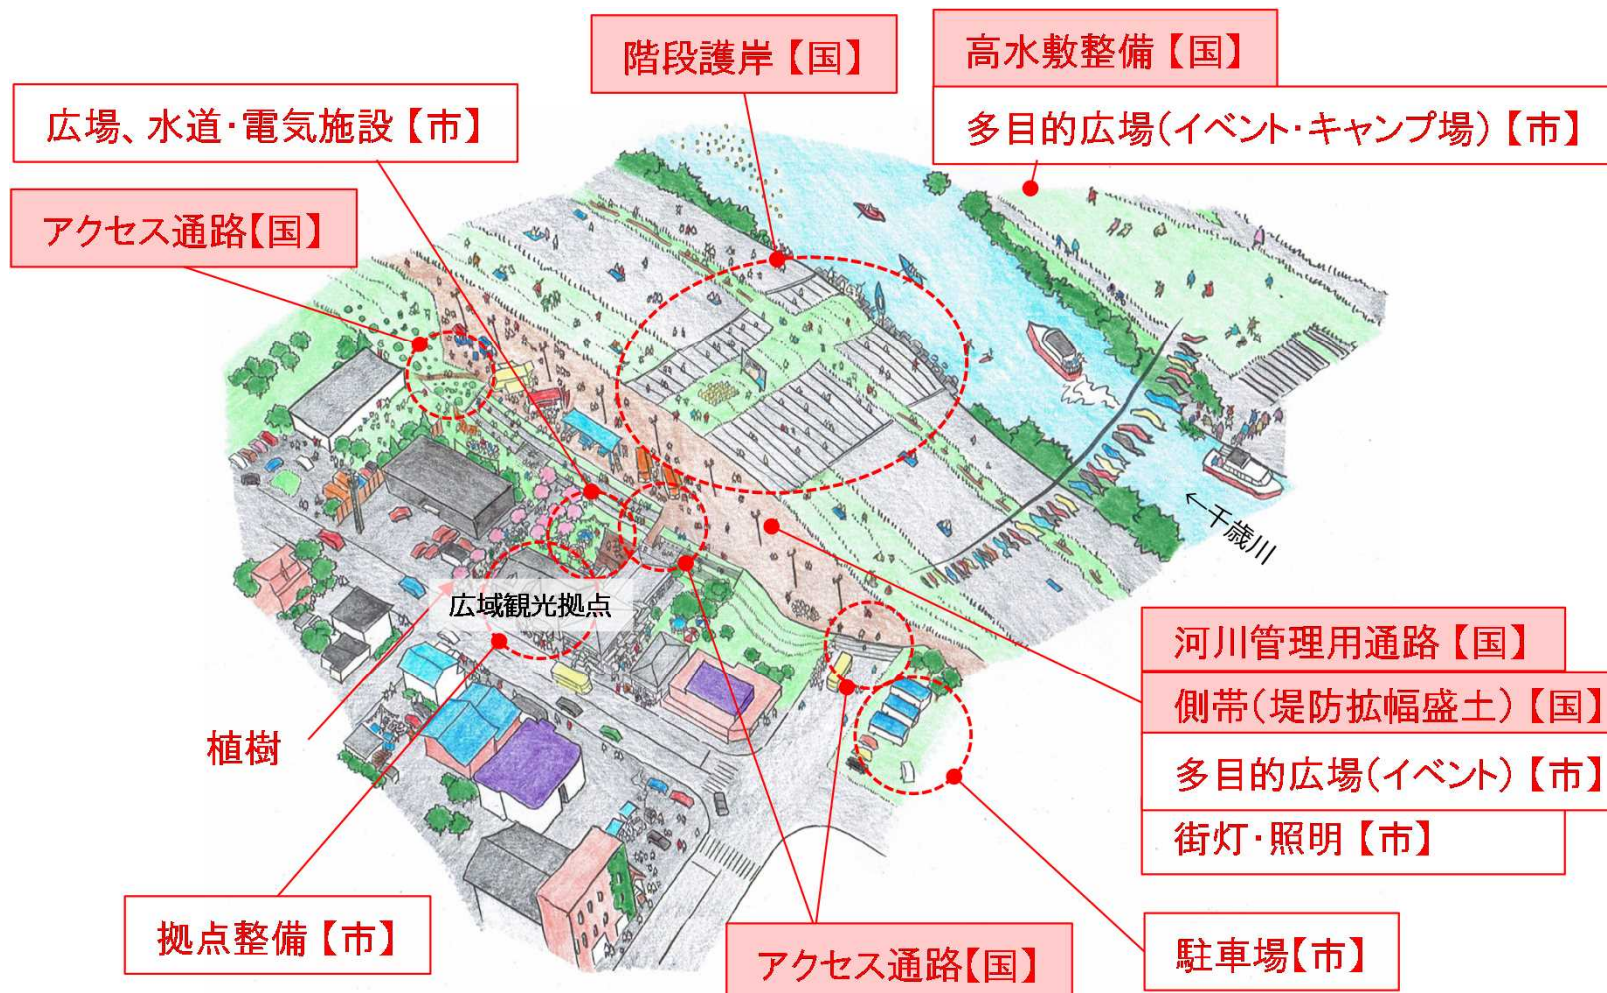 階段護岸【国】
高水敷整備【国】
多目的広場(イベント・キャンプ場)【市】
広場、水道・電気施設【市】
アクセス通路【国】
←千歳川
広域観光拠点
植樹
河川管理用通路【国】
側帯(堤防拡幅盛土)【国】
多目的広場(イベント)【市】
街灯・照明【市】
拠点整備【市】
アクセス通路【国】
駐車場【市】